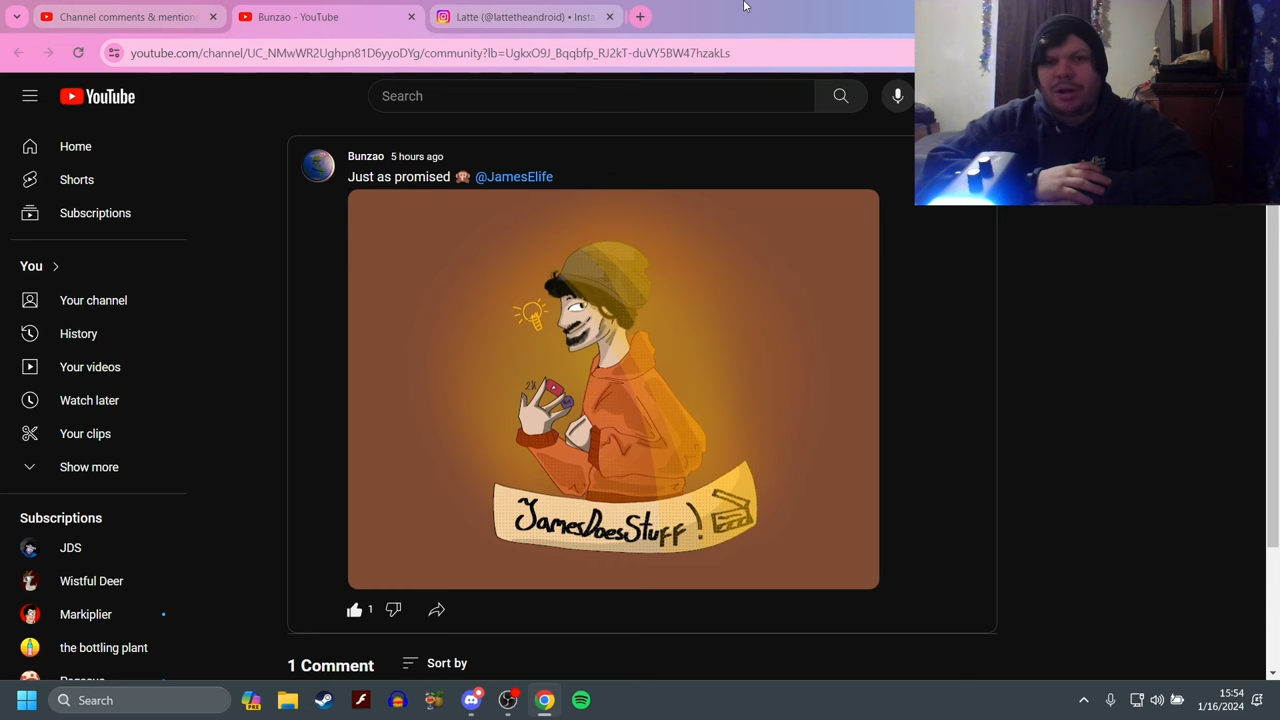 Channel comments & mention
Bunzao - YouTube
Latte (@lattetheandroid) • Insta
youtube.com/channel/UC_NMwWR2Ughpn81D6yyoDYg/community?lb=UgkxO9J_Bqqbfp_RJ2kT-duVY5BW47hzakLs
YouTube
Search
Home
Shorts
Subscriptions
You
Your channel
History
Your videos
Watch later
Your clips
Show more
Subscriptions
JDS
Wistful Deer
Markiplier
the bottling plant
Bunzao 5 hours ago
Just as promised @JamesElife
2K
JamesDoesStuff!
1
1 Comment
Sort by
Search
PRE
15:54
1/16/2024